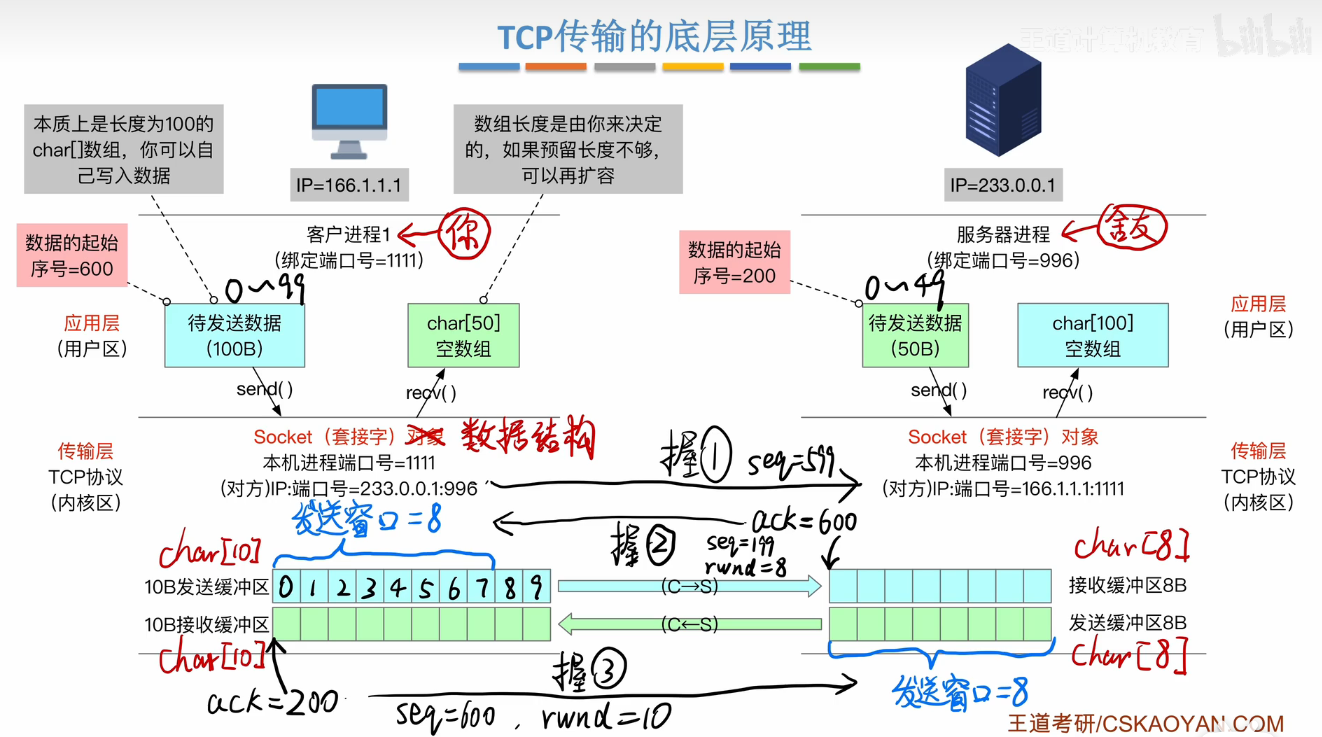 TCP传输的底层原理
王道计算机教育 bilibili
本质上是长度为100的
char[]数组，你可以自
己写入数据
数组长度是由你来决定
的，如果预留长度不够，
可以再扩容
IP=166.1.1.1
IP=233.0.0.1
客户进程1
你
(绑定端口号=1111)
服务器进程
舍友
(绑定端口号=996)
数据的起始
序号=600
数据的起始
序号=200
0~99
0~49
应用层
(用户区)
待发送数据
(100B)
char[50]
空数组
待发送数据
(50B)
char[100]
空数组
应用层
(用户区)
send()
recv()
send()
recv()
传输层
TCP协议
(内核区)
Socket（套接字）对象 数据结构
本机进程端口号=1111
(对方)IP:端口号=233.0.0.1:996
握① seq=599
Socket（套接字）对象
本机进程端口号=996
(对方)IP:端口号=166.1.1.1:1111
传输层
TCP协议
(内核区)
发送窗口=8
握②
ack=600
seq=199
rwnd=8
char[10]
char[8]
10B发送缓冲区
0 1 2 3 4 5 6 7 8 9
(C→S)
接收缓冲区8B
10B接收缓冲区
(C←S)
发送缓冲区8B
char[10]
char[8]
握③
ack=200
seq=600，rwnd=10
发送窗口=8
王道考研/CSKAOYAN.COM